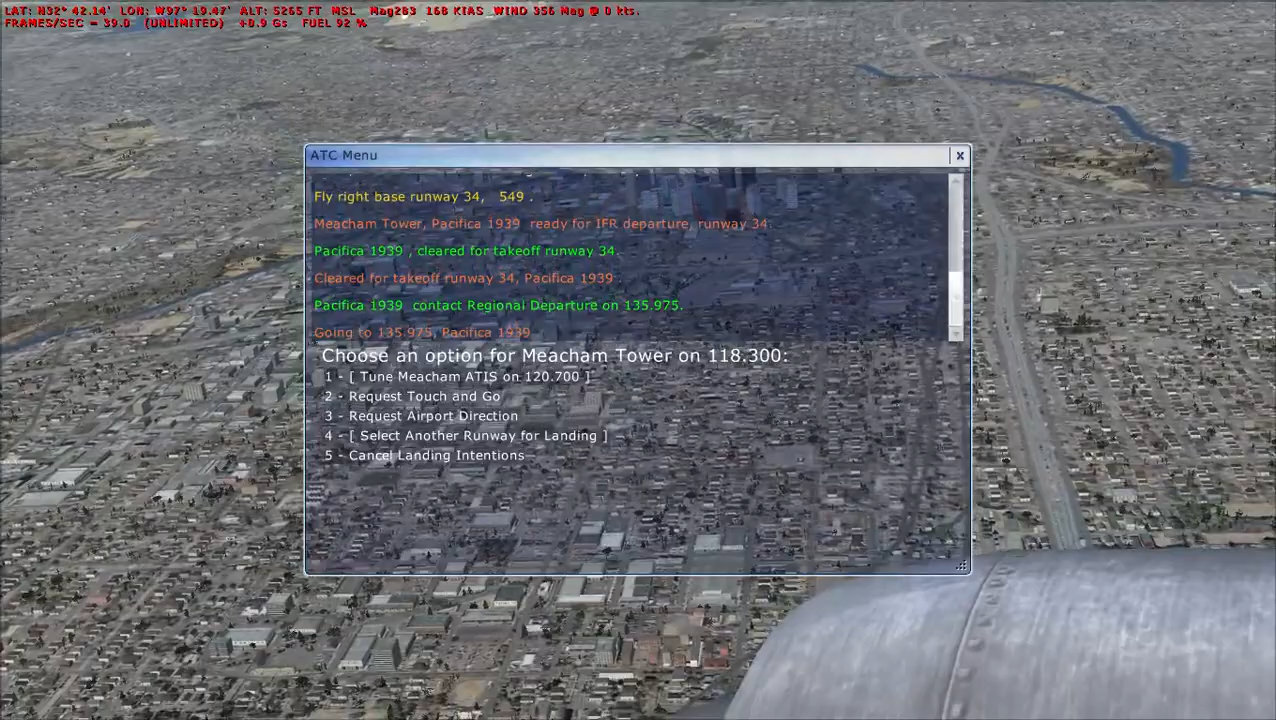 LAT: N32° 42.14' LON: W97° 19.47' ALT: 5265 FT MSL Mag283 168 KIAS WIND 356 Mag @ 0 kts.
FRAMES/SEC = 39.0 (UNLIMITED) +0.9 Gs FUEL 92 %
ATC Menu x
Fly right base runway 34, 549 .
Meacham Tower, Pacifica 1939 ready for IFR departure, runway 34.
Pacifica 1939 , cleared for takeoff runway 34.
Cleared for takeoff runway 34, Pacifica 1939 .
Pacifica 1939 contact Regional Departure on 135.975.
Going to 135.975, Pacifica 1939
Choose an option for Meacham Tower on 118.300:
1 - [ Tune Meacham ATIS on 120.700 ]
2 - Request Touch and Go
3 - Request Airport Direction
4 - [ Select Another Runway for Landing ]
5 - Cancel Landing Intentions